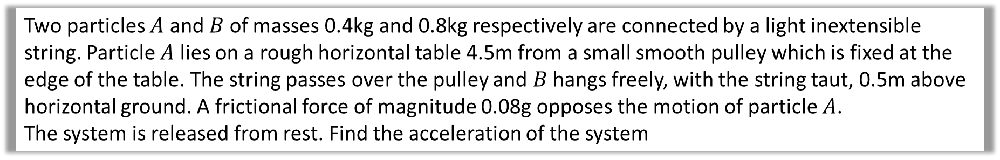 Two particles A and B of masses 0.4kg and 0.8kg respectively are connected by a light inextensible
string. Particle A lies on a rough horizontal table 4.5m from a small smooth pulley which is fixed at the
edge of the table. The string passes over the pulley and B hangs freely, with the string taut, 0.5m above
horizontal ground. A frictional force of magnitude 0.08g opposes the motion of particle A.
The system is released from rest. Find the acceleration of the system